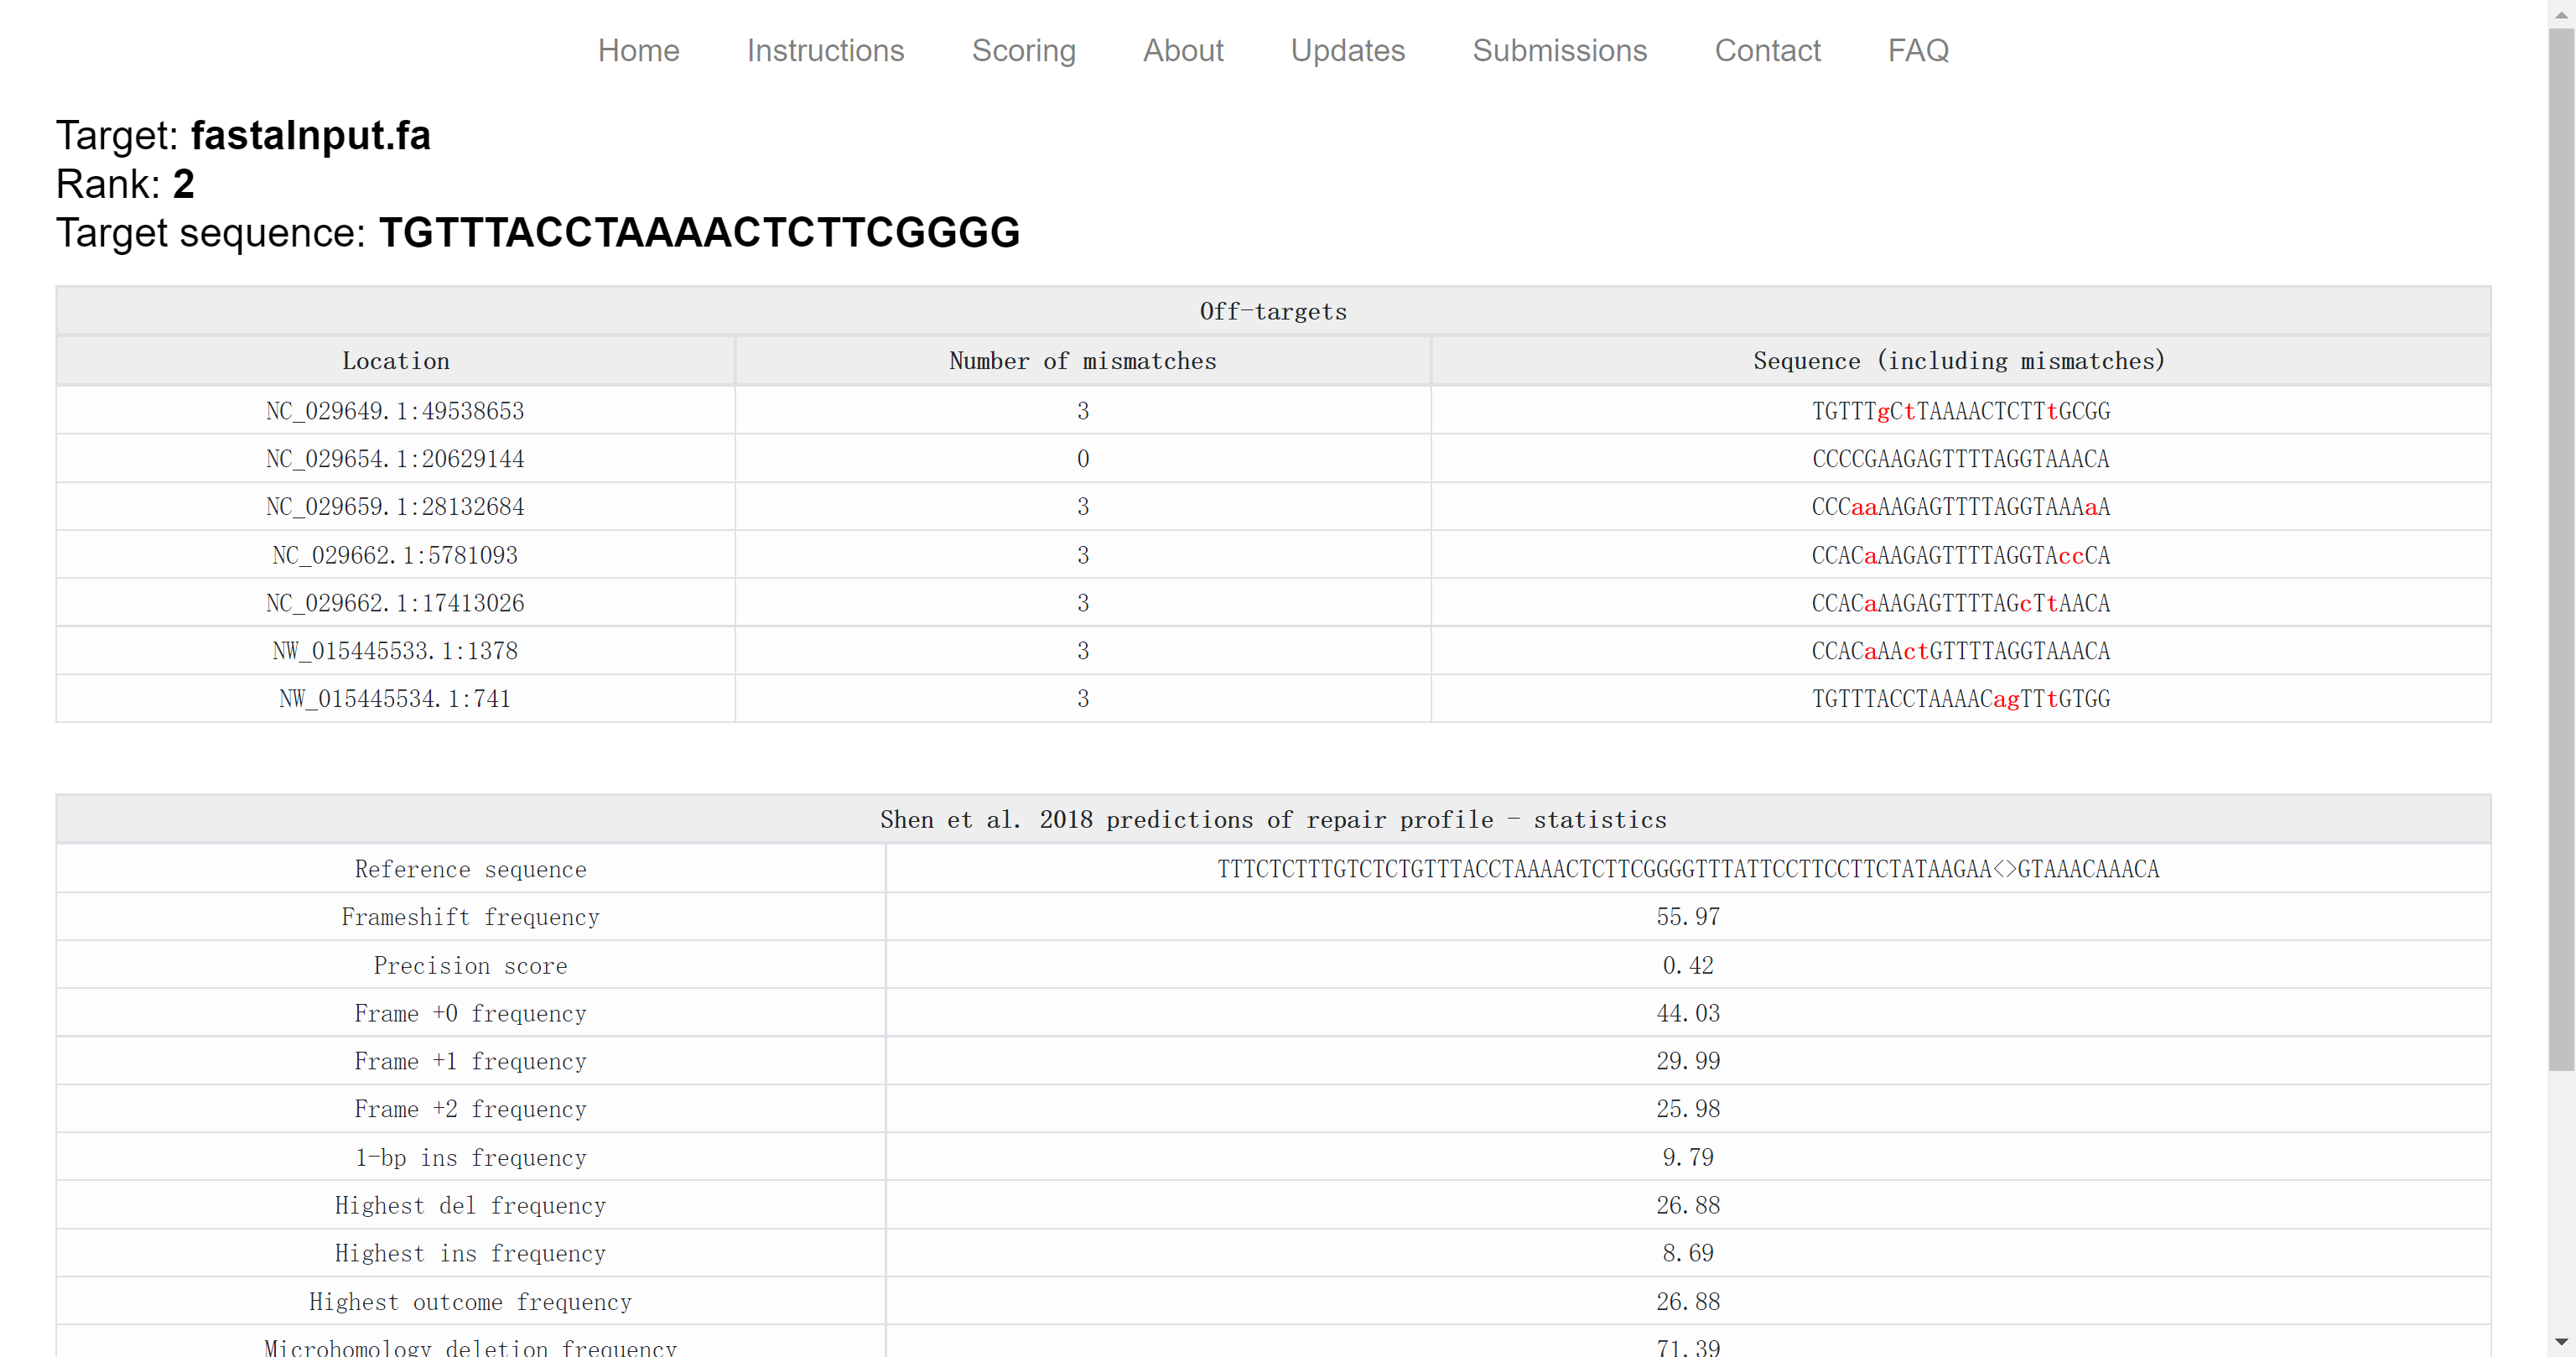 Home Instructions Scoring About Updates Submissions Contact FAQ
Target: fastaInput.fa
Rank: 2
Target sequence: TGTTTACCTAAAACTCTTCGGGG
Off-targets
Location Number of mismatches Sequence (including mismatches)
NC_029649.1:49538653 3 TGTTTgCtTAAAACTCTTtGCGG
NC_029654.1:20629144 0 CCCCGAAGAGTTTTAGGTAAACA
NC_029659.1:28132684 3 CCCaaAAGAGTTTTAGGTAAAaA
NC_029662.1:5781093 3 CCACaAAGAGTTTTAGGTAccCA
NC_029662.1:17413026 3 CCACaAAGAGTTTTAGcTtAACA
NW_015445533.1:1378 3 CCACaAActGTTTTAGGTAAACA
NW_015445534.1:741 3 TGTTTACCTAAAACagTTtGTGG
Shen et al. 2018 predictions of repair profile - statistics
Reference sequence TTTCTCTTTGTCTCTGTTTACCTAAAACTCTTCGGGGTTTATTCCTTCCTTCTATAAGAA<>GTAAACAAACA
Frameshift frequency 55.97
Precision score 0.42
Frame +0 frequency 44.03
Frame +1 frequency 29.99
Frame +2 frequency 25.98
1-bp ins frequency 9.79
Highest del frequency 26.88
Highest ins frequency 8.69
Highest outcome frequency 26.88
Microhomology deletion frequency 71.39